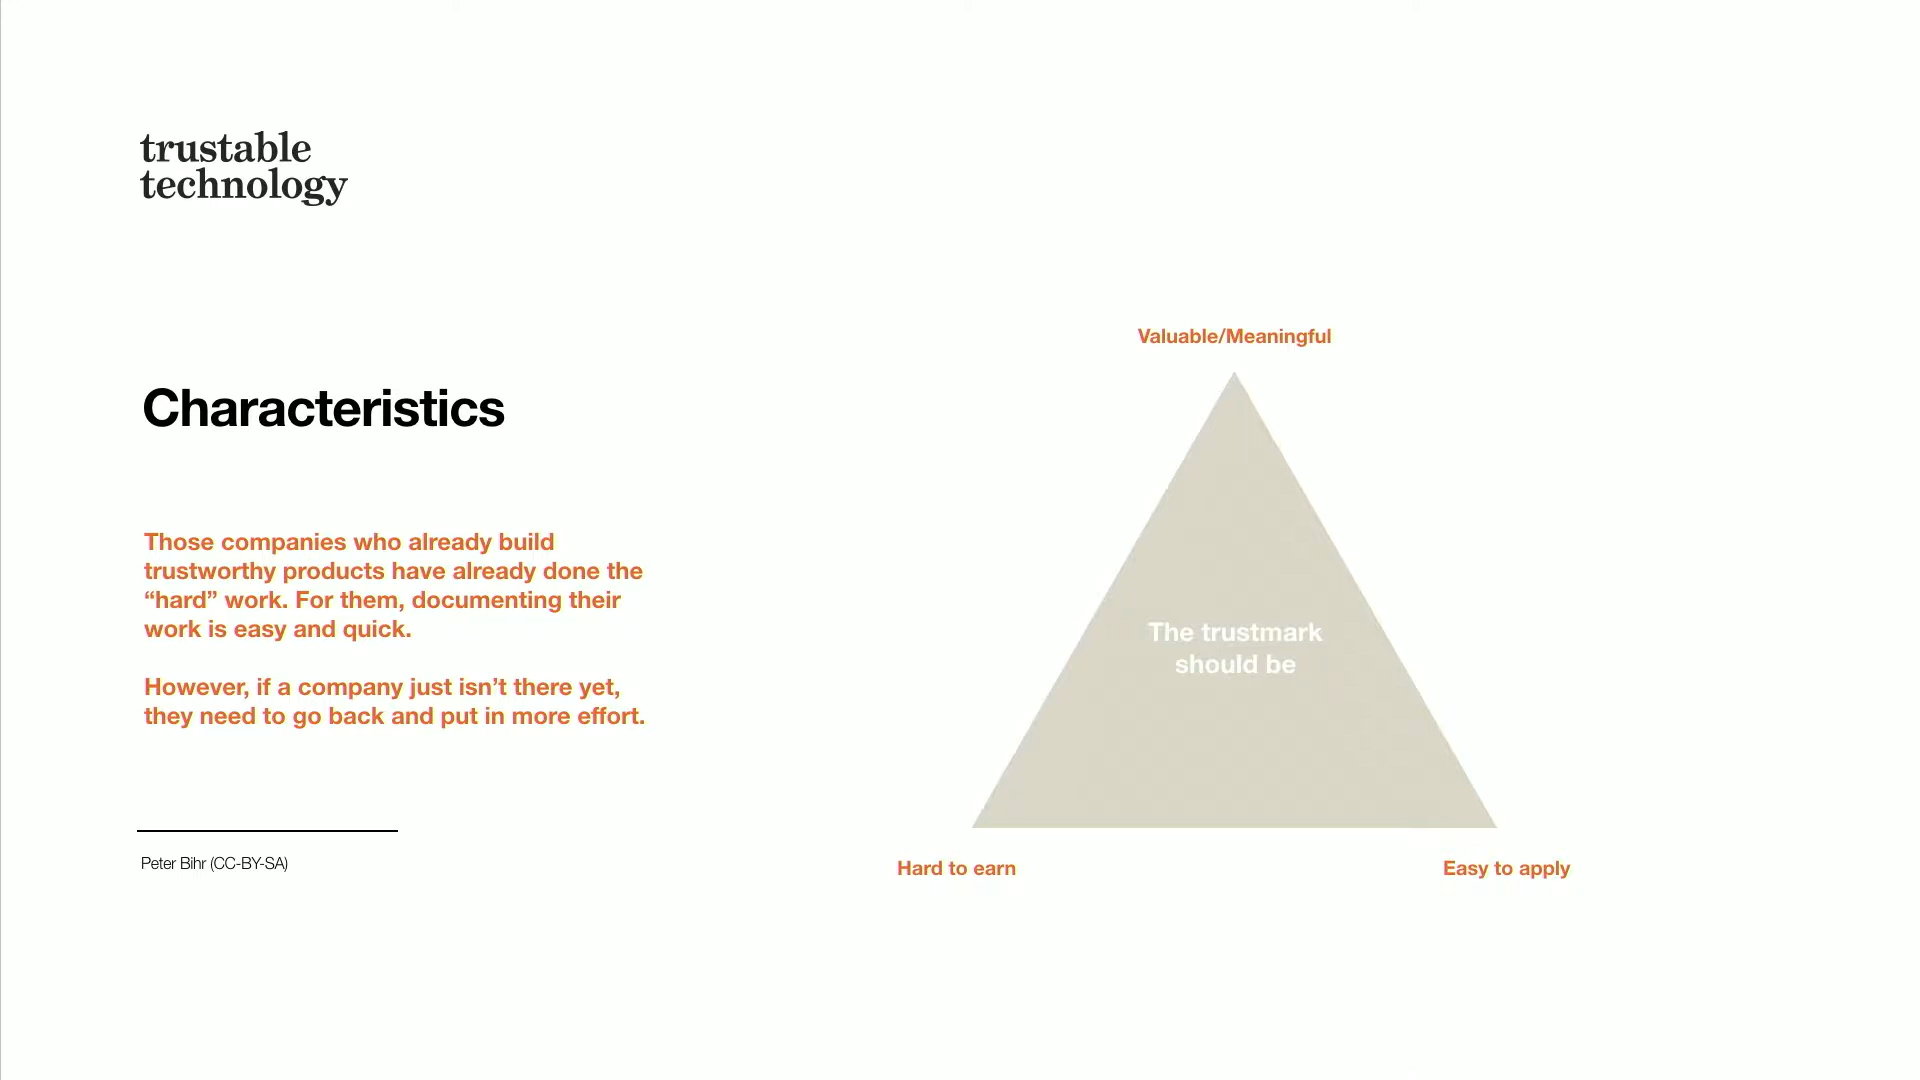 trustable
technology
Characteristics
Those companies who already build
trustworthy products have already done the
“hard” work. For them, documenting their
work is easy and quick.
However, if a company just isn’t there yet,
they need to go back and put in more effort.
Peter Bihr (CC-BY-SA)
Valuable/Meaningful
The trustmark
should be
Hard to earn
Easy to apply